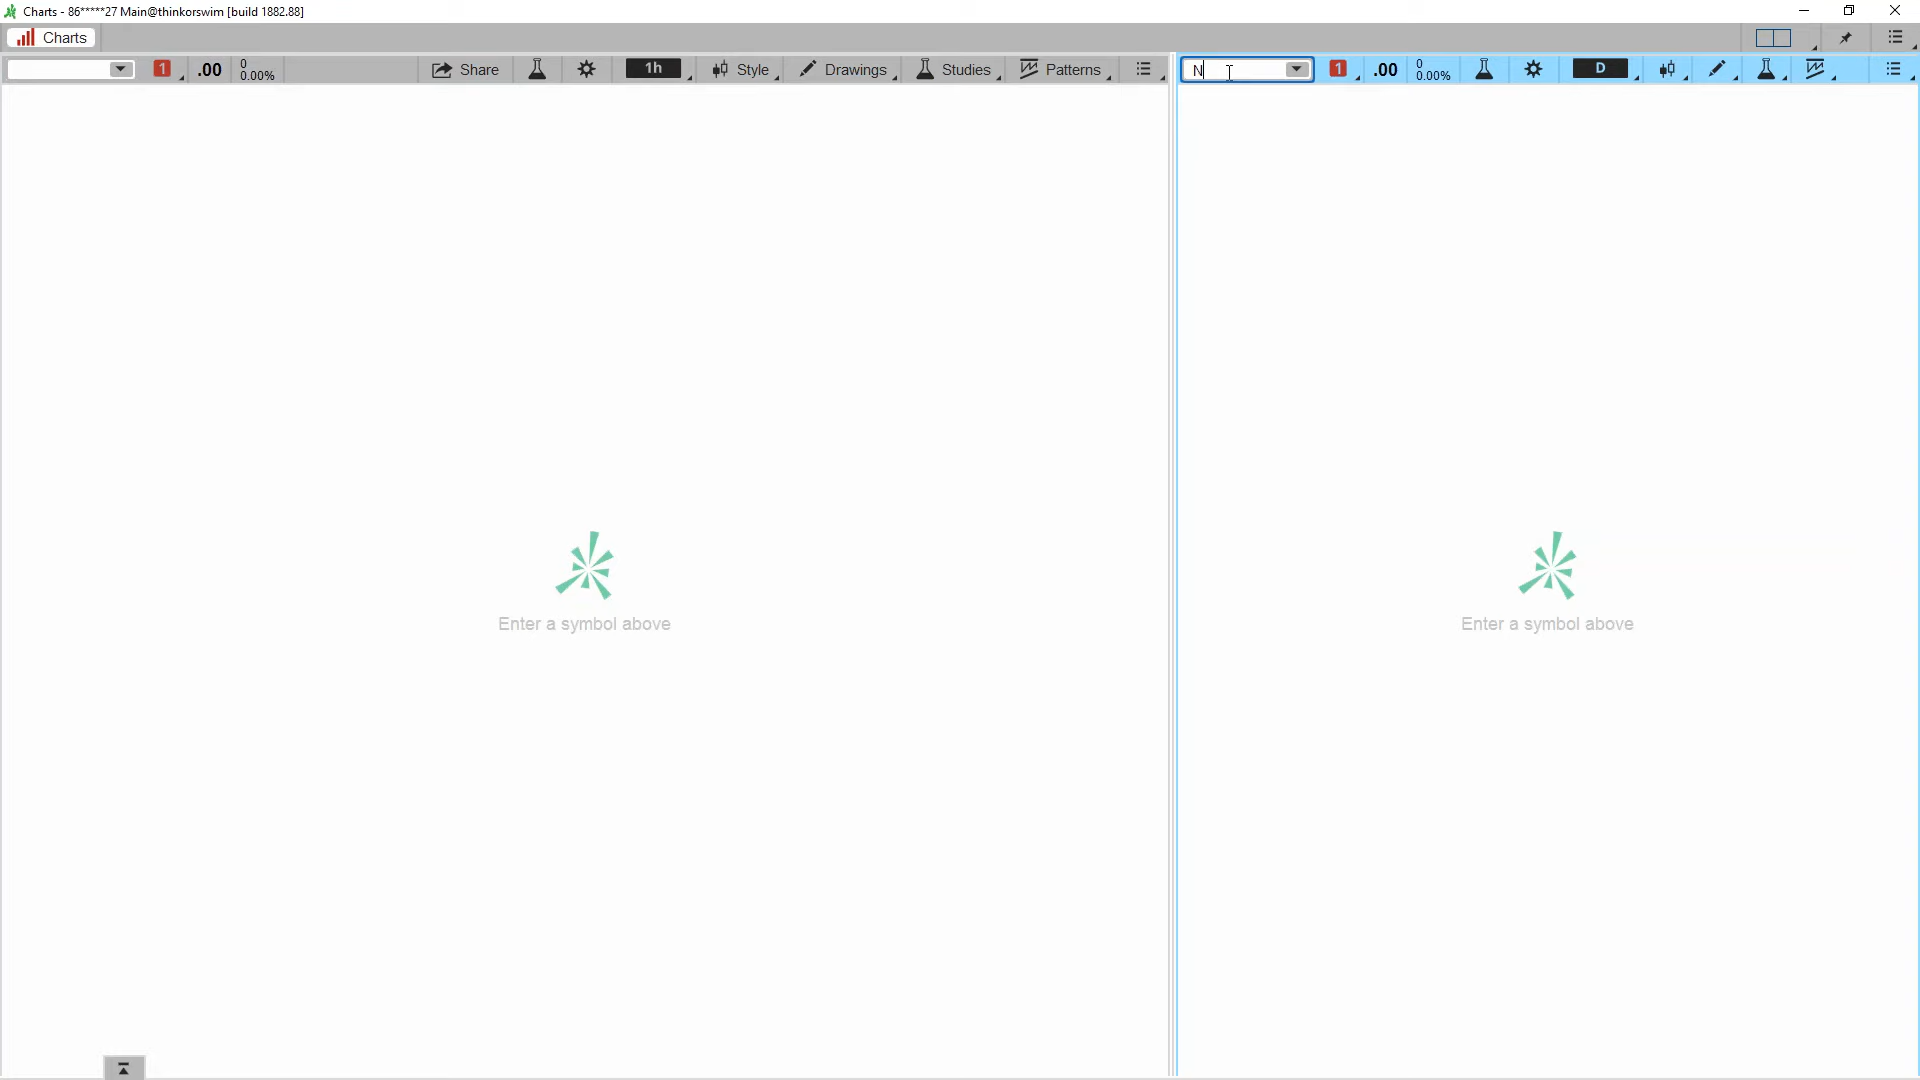 Charts - 86*****27 Main@thinkorswim [build 1882.88]
Charts
1 .00 0 0.00% Share 1h Style Drawings Studies Patterns
N 1 .00 0 0.00% D
Enter a symbol above
Enter a symbol above